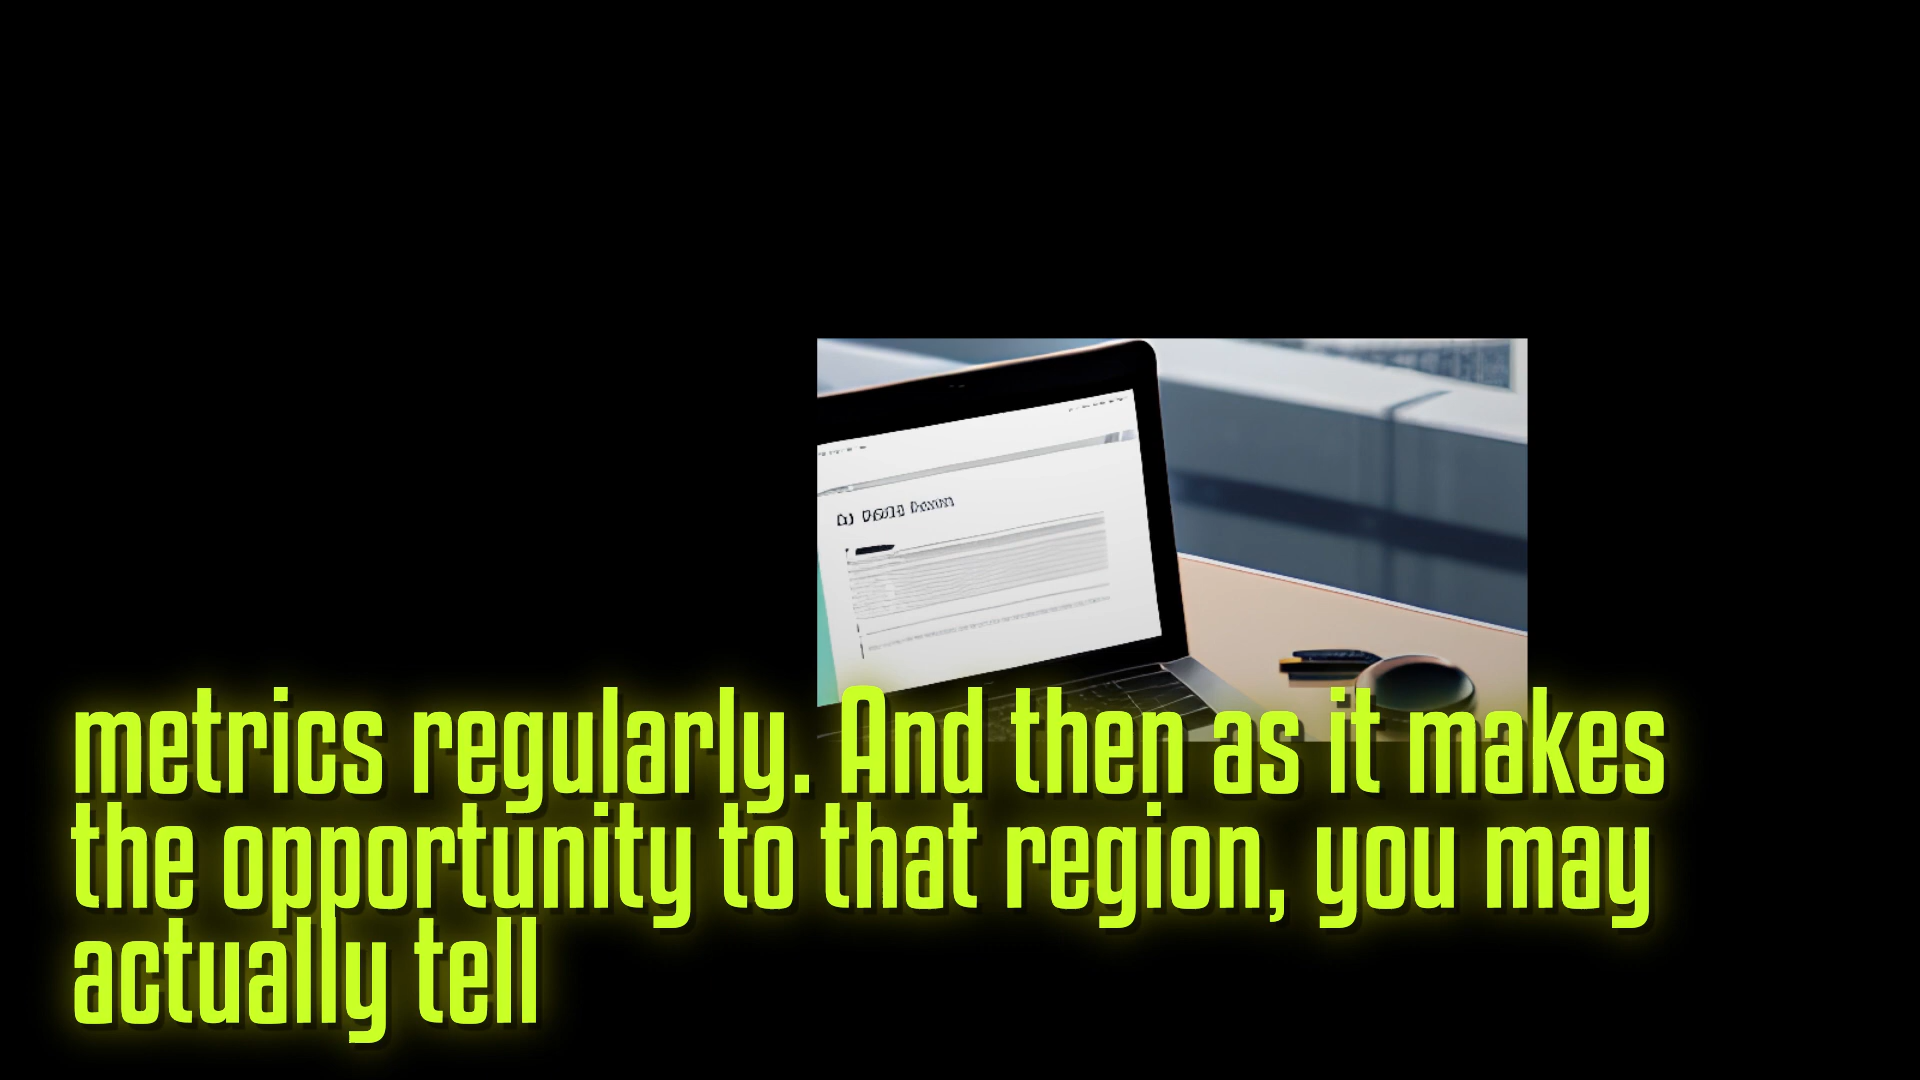 metrics regularly. And then as it makes
the opportunity to that region, you may
actually tell